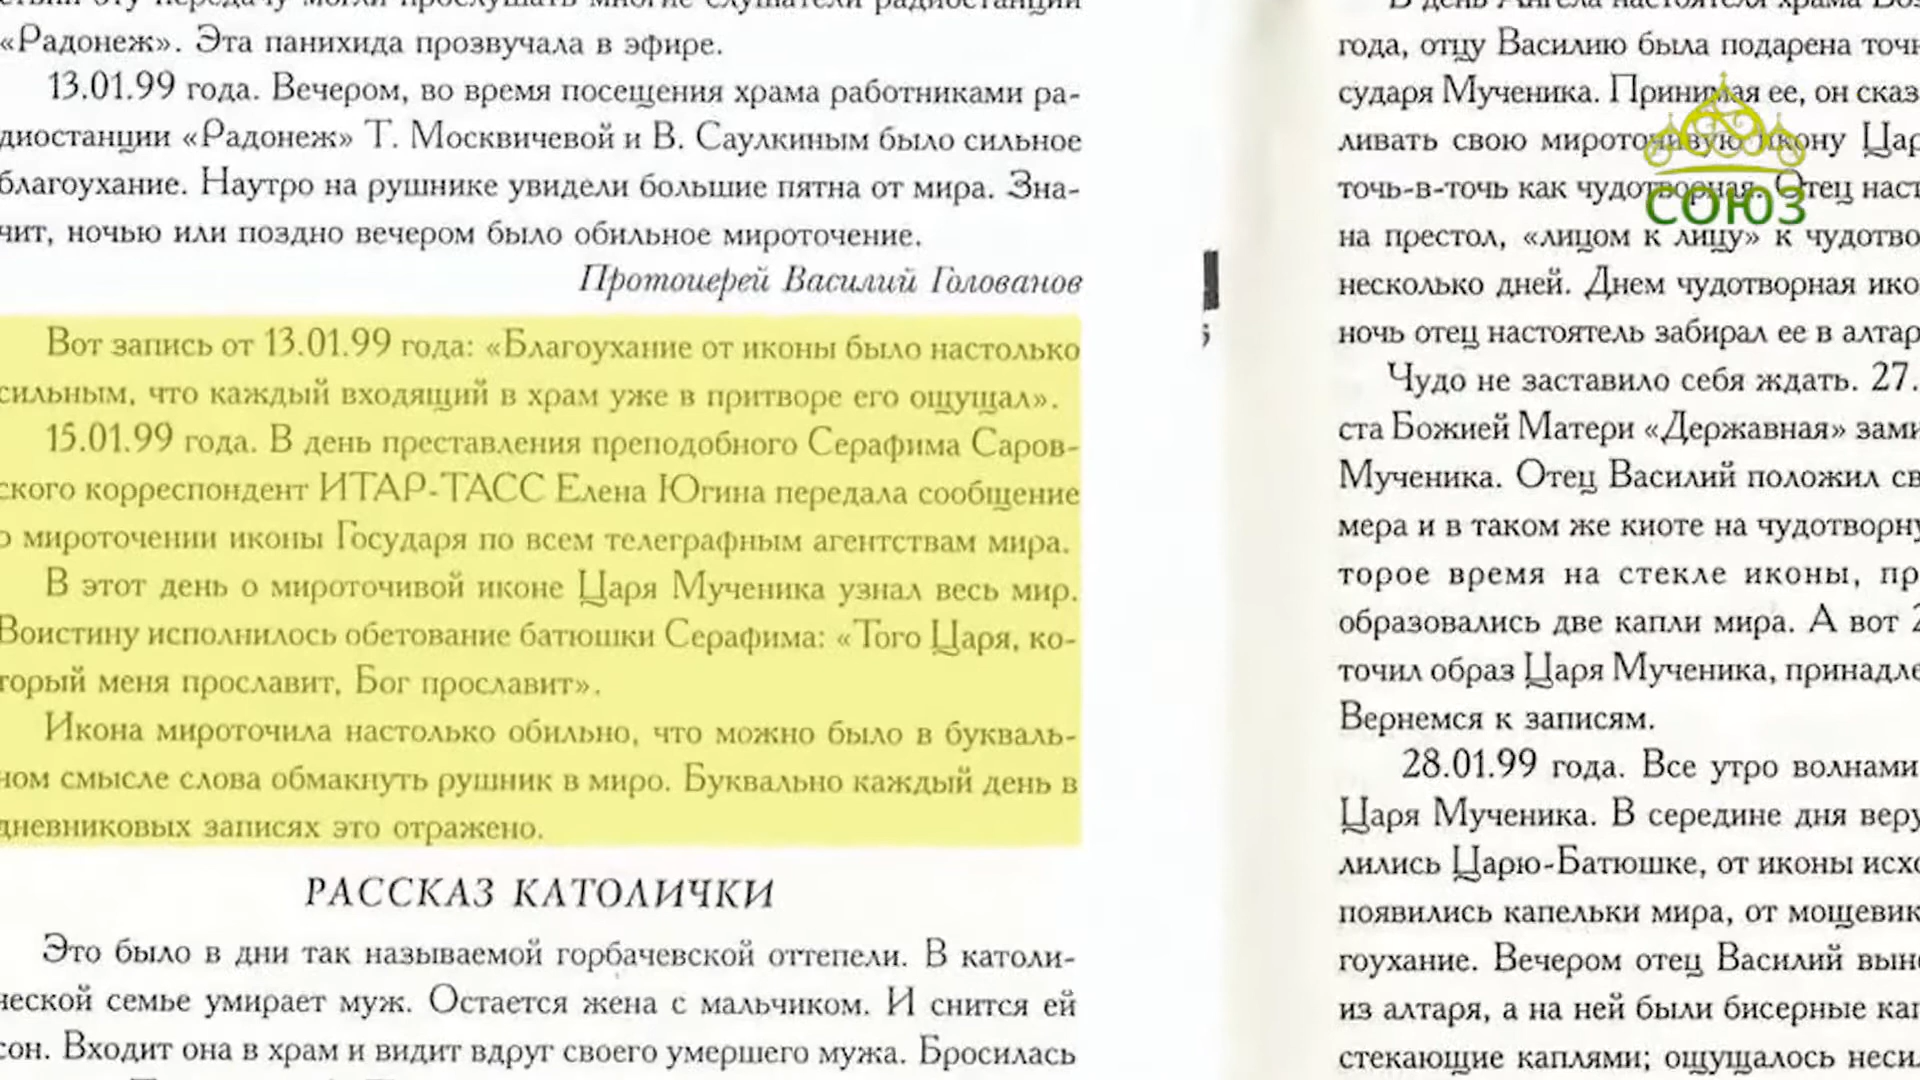 эту передачу могли прослушать многие слушатели радиостанции
«Радонеж». Эта панихида прозвучала в эфире.
13.01.99 года. Вечером, во время посещения храма работниками ра-
диостанции «Радонеж» Т. Москвичевой и В. Саулкиным было сильное
благоухание. Наутро на рушнике увидели большие пятна от мира. Зна-
чит, ночью или поздно вечером было обильное мироточение.
Протоиерей Василий Голованов
Вот запись от 13.01.99 года: «Благоухание от иконы было настолько
сильным, что каждый входящий в храм уже в притворе его ощущал».
15.01.99 года. В день преставления преподобного Серафима Саров-
ского корреспондент ИТАР-ТАСС Елена Югина передала сообщение
о мироточении иконы Государя по всем телеграфным агентствам мира.
В этот день о мироточивой иконе Царя Мученика узнал весь мир.
Воистину исполнилось обетование батюшки Серафима: «Того Царя, ко-
торый меня прославит, Бог прославит».
Икона мироточила настолько обильно, что можно было в букваль-
ном смысле слова обмакнуть рушник в миро. Буквально каждый день в
дневниковых записях это отражено.
РАССКАЗ КАТОЛИЧКИ
Это было в дни так называемой горбачевской оттепели. В католи-
ческой семье умирает муж. Остается жена с мальчиком. И снится ей
сон. Входит она в храм и видит вдруг своего умершего мужа. Бросилась
В день Ангела настоятеля храма
года, отцу Василию была подарена точн
сударя Мученика. Принимая ее, он сказ
ливать свою мироточивую икону Цар
точь-в-точь как чудотворная. Отец наст
на престол, «лицом к лицу» к чудотво
несколько дней. Днем чудотворная ико
ночь отец настоятель забирал ее в алтар
Чудо не заставило себя ждать. 27.
ста Божией Матери «Державная» зами
Мученика. Отец Василий положил св
мера и в таком же киоте на чудотворну
торое время на стекле иконы, пр
образовались две капли мира. А вот 2
точил образ Царя Мученика, принадле
Вернемся к записям.
28.01.99 года. Все утро волнами
Царя Мученика. В середине дня веру
лились Царю-Батюшке, от иконы исхо
появились капельки мира, от мощевик
гоухание. Вечером отец Василий вын
из алтаря, а на ней были бисерные кап
стекающие каплями; ощущалось неси
СОЮЗ